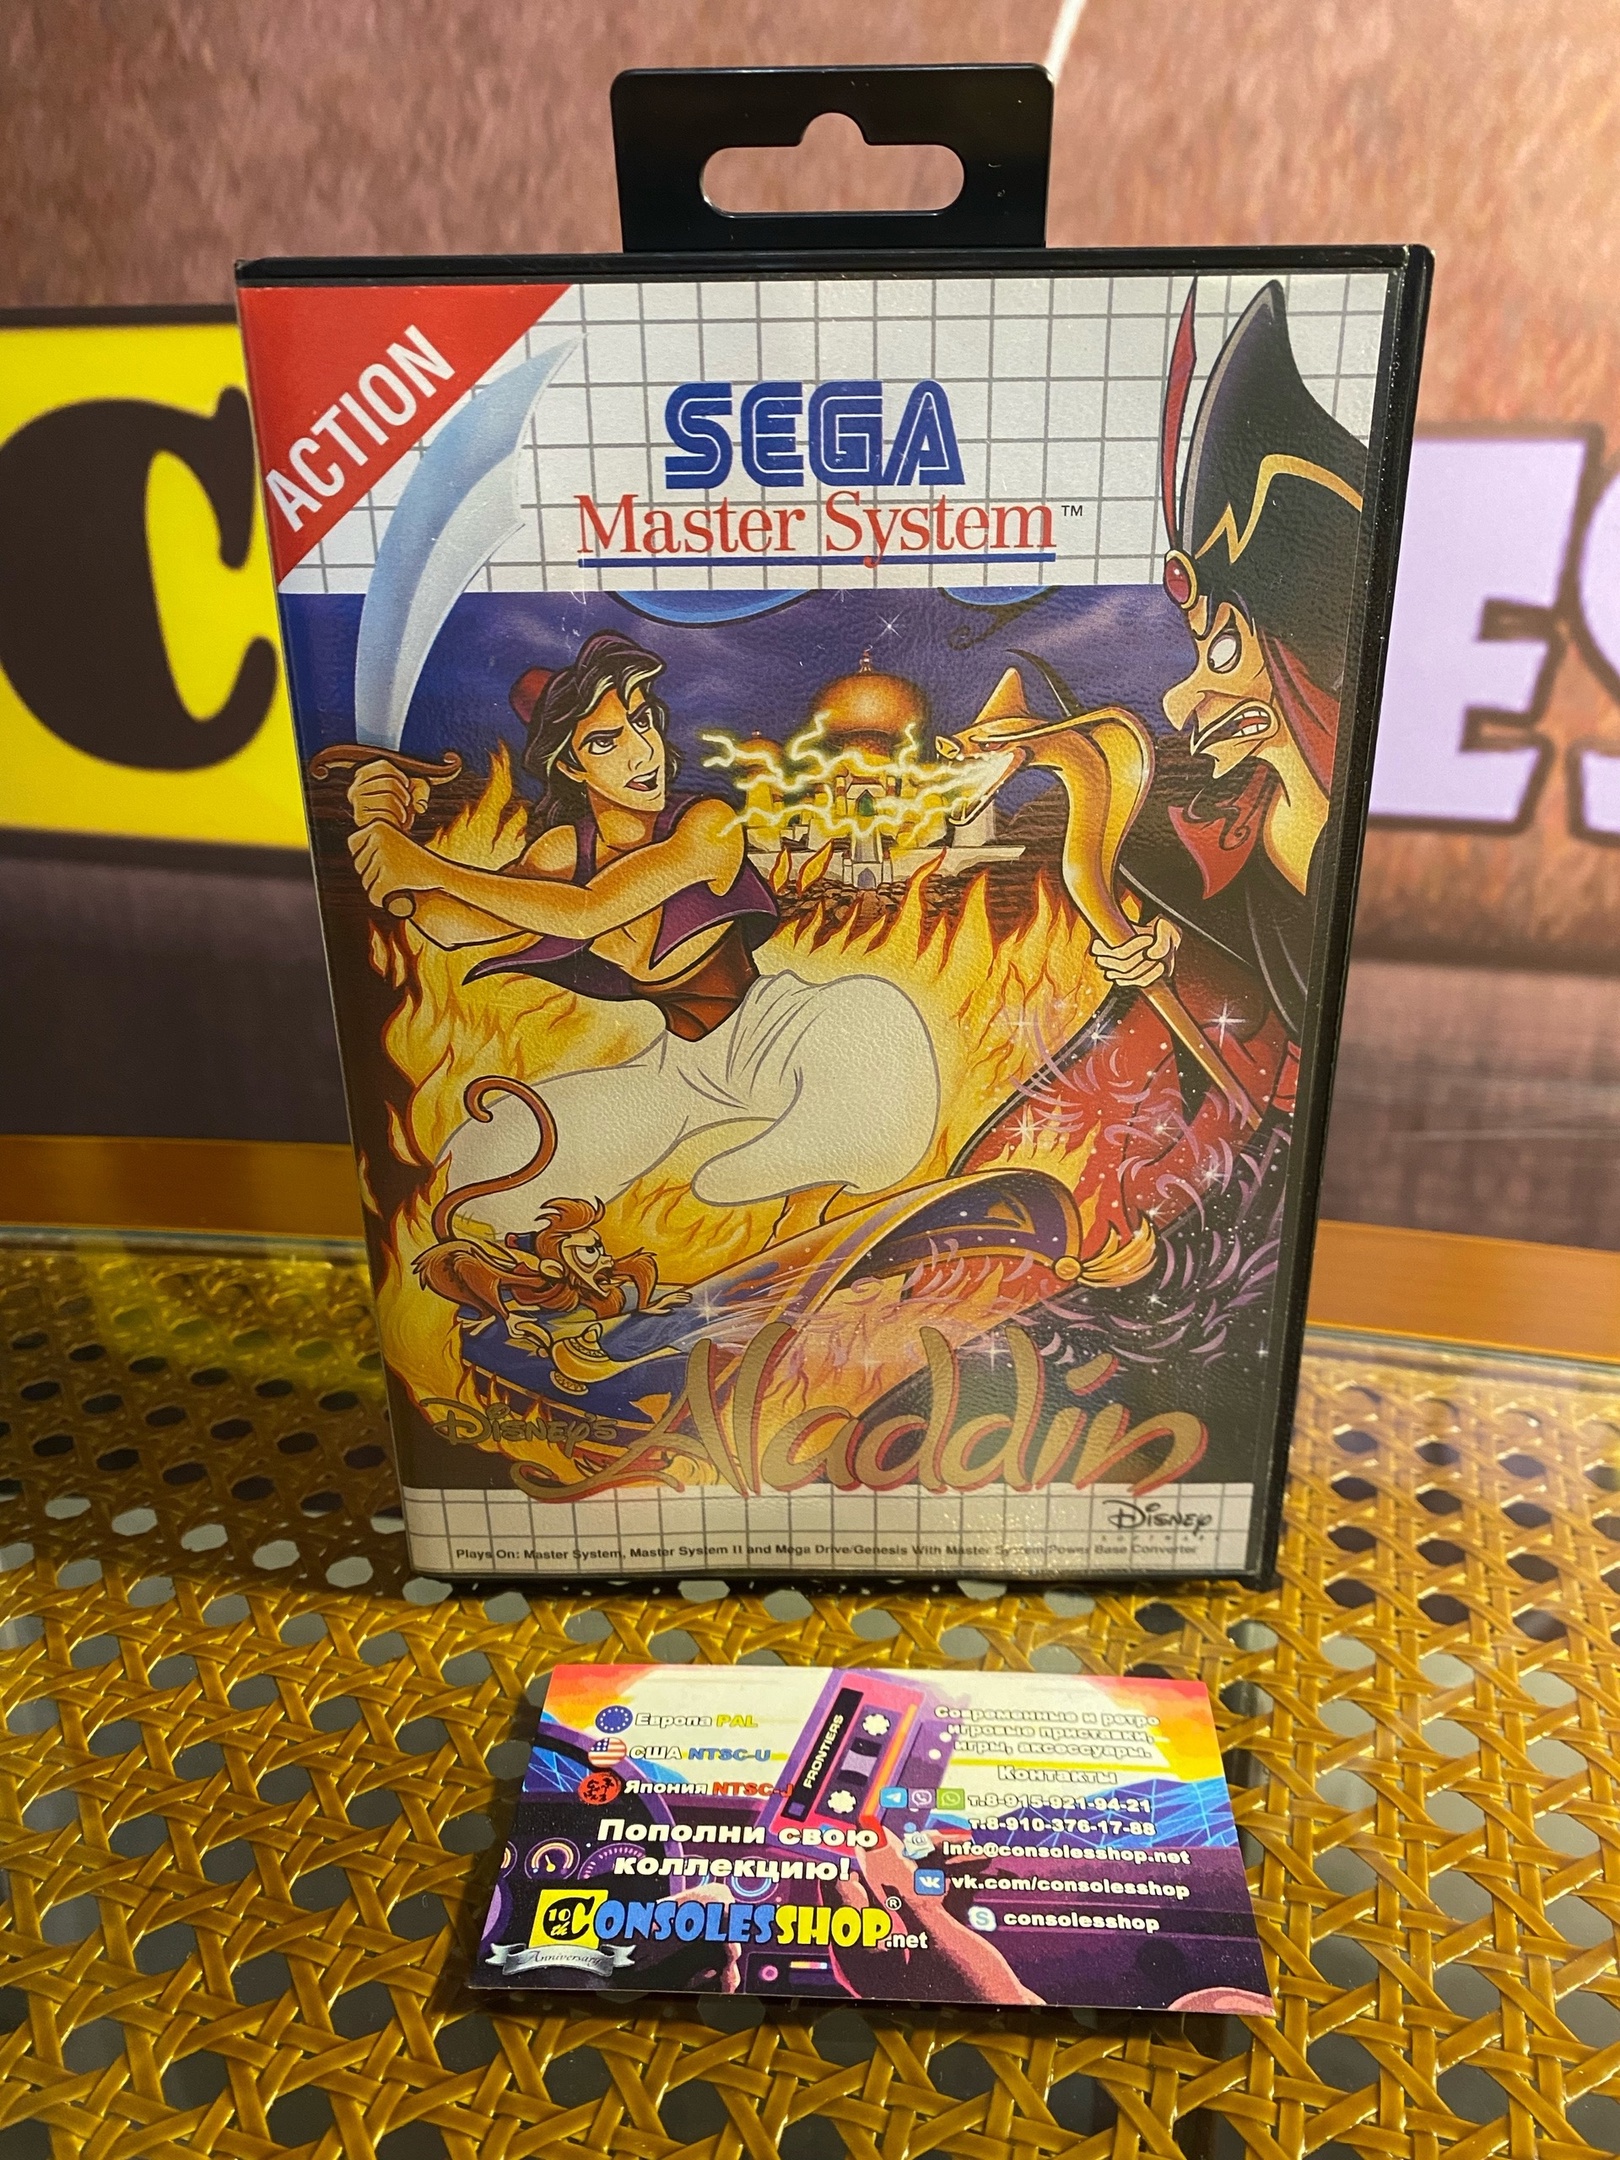 C
ES
ACTION
SEGA
Master System™
Disney's Aladdin
Disney
Plays On: Master System, Master System II and Mega Drive/Genesis With Master System/Power Base Converter
Европа PAL
США NTSC-U
Япония NTSC-J
Пополни свою
коллекцию!
10th
Anniversary
CONSOLESSHOP®.net
FRONTIERS
Современные и ретро
игровые приставки,
игры, аксессуары.
Контакты
т.8-915-921-94-21
т.8-910-376-17-88
info@consolesshop.net
vk.com/consolesshop
consolesshop